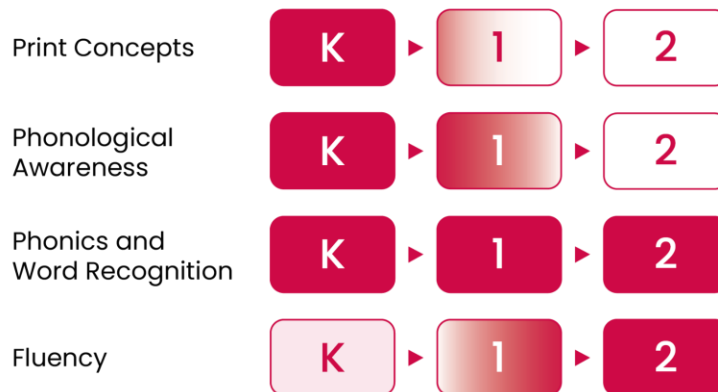 Print Concepts K 1 2
Phonological
Awareness K 1 2
Phonics and
Word Recognition K 1 2
Fluency K 1 2